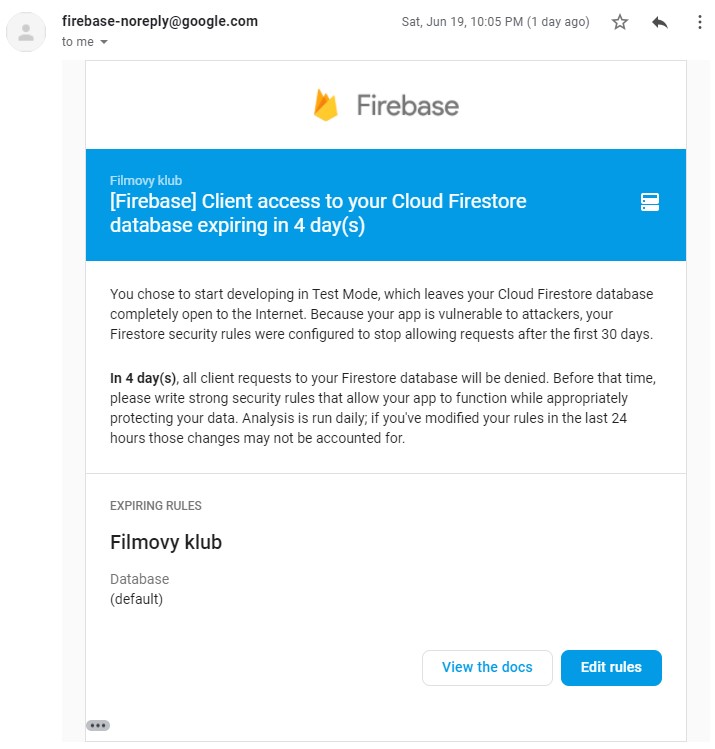 firebase-noreply@google.com
Sat, Jun 19, 10:05 PM (1 day ago)
to me
Firebase
Filmovy klub
[Firebase] Client access to your Cloud Firestore
database expiring in 4 day(s)
You chose to start developing in Test Mode, which leaves your Cloud Firestore database
completely open to the Internet. Because your app is vulnerable to attackers, your
Firestore security rules were configured to stop allowing requests after the first 30 days.
In 4 day(s), all client requests to your Firestore database will be denied. Before that time,
please write strong security rules that allow your app to function while appropriately
protecting your data. Analysis is run daily; if you've modified your rules in the last 24
hours those changes may not be accounted for.
EXPIRING RULES
Filmovy klub
Database
(default)
View the docs
Edit rules